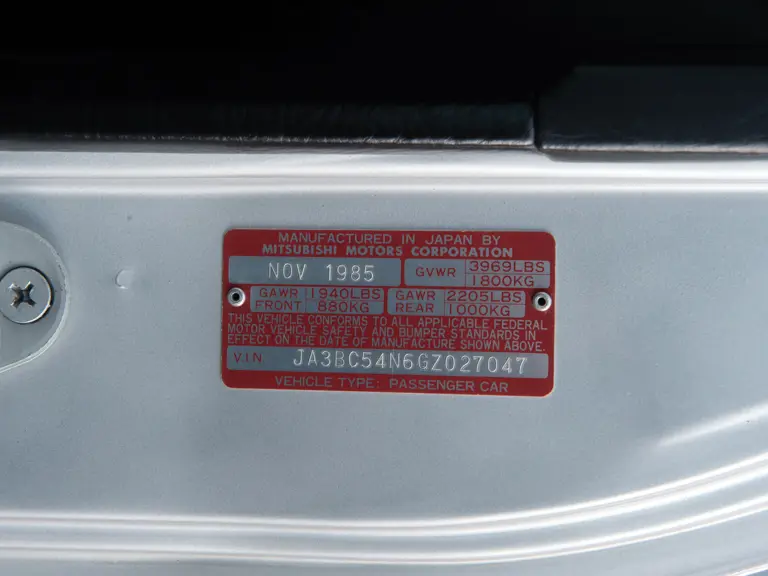 MANUFACTURED IN JAPAN BY
MITSUBISHI MOTORS CORPORATION
NOV 1985 GVWR 3969LBS 1800KG
GAWR FRONT 1940LBS 880KG GAWR REAR 2205LBS 1000KG
THIS VEHICLE CONFORMS TO ALL APPLICABLE FEDERAL
MOTOR VEHICLE SAFETY AND BUMPER STANDARDS IN
EFFECT ON THE DATE OF MANUFACTURE SHOWN ABOVE.
VIN JA3BC54N6GZ027047
VEHICLE TYPE: PASSENGER CAR